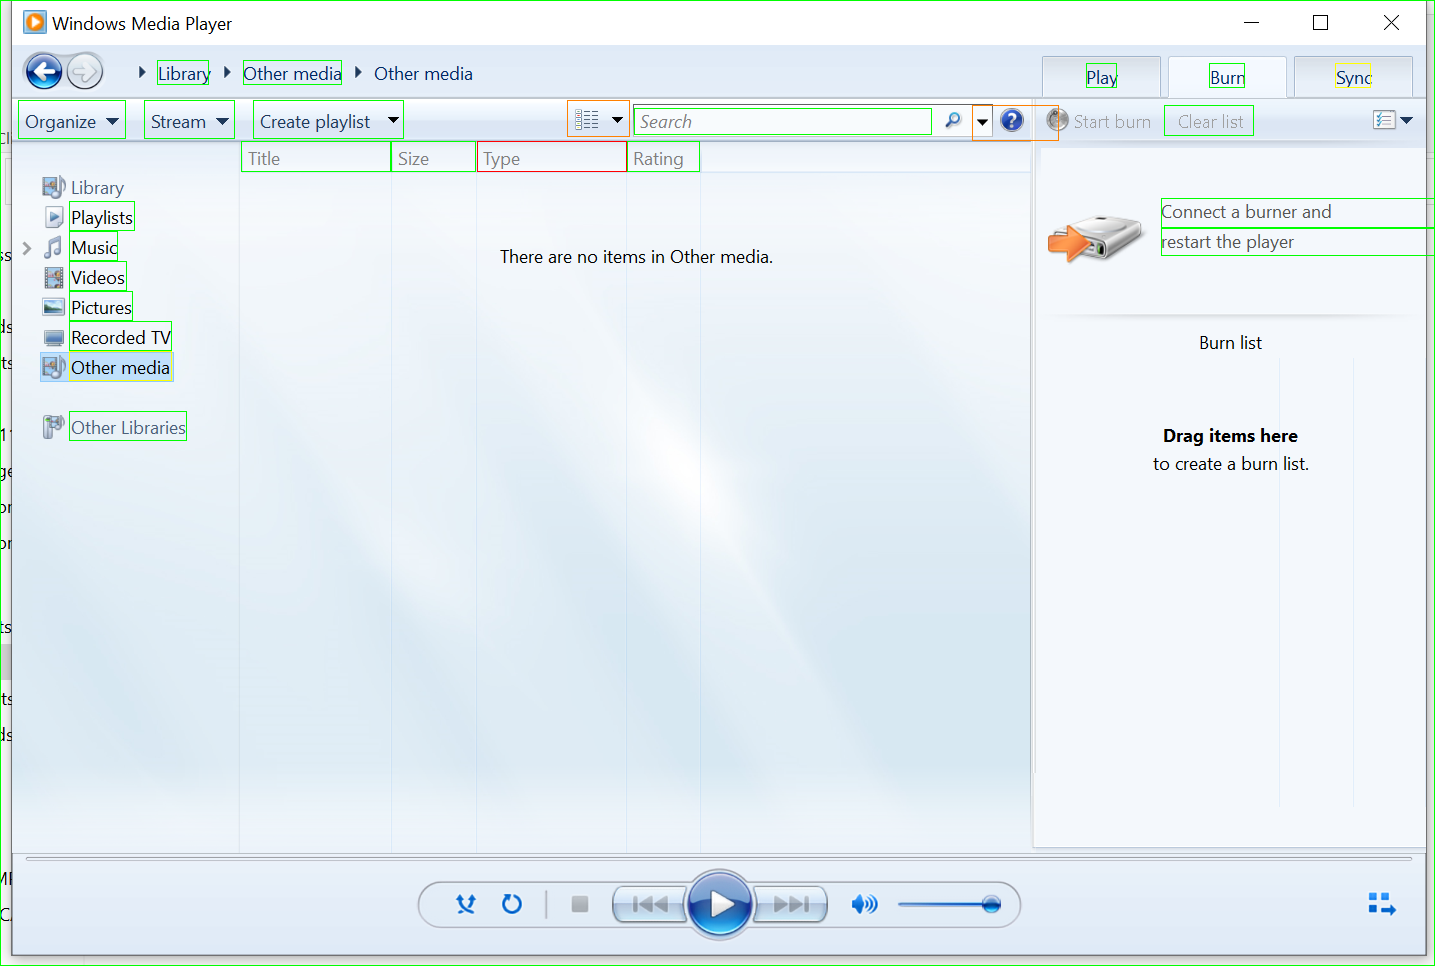 Windows Media Player
Library Other media Other media
Play Burn Sync
Organize Stream Create playlist Search Start burn Clear list
Title Size Type Rating
Library
Playlists
Music
Videos
Pictures
Recorded TV
Other media
Other Libraries
There are no items in Other media.
Connect a burner and
restart the player
Burn list
Drag items here
to create a burn list.